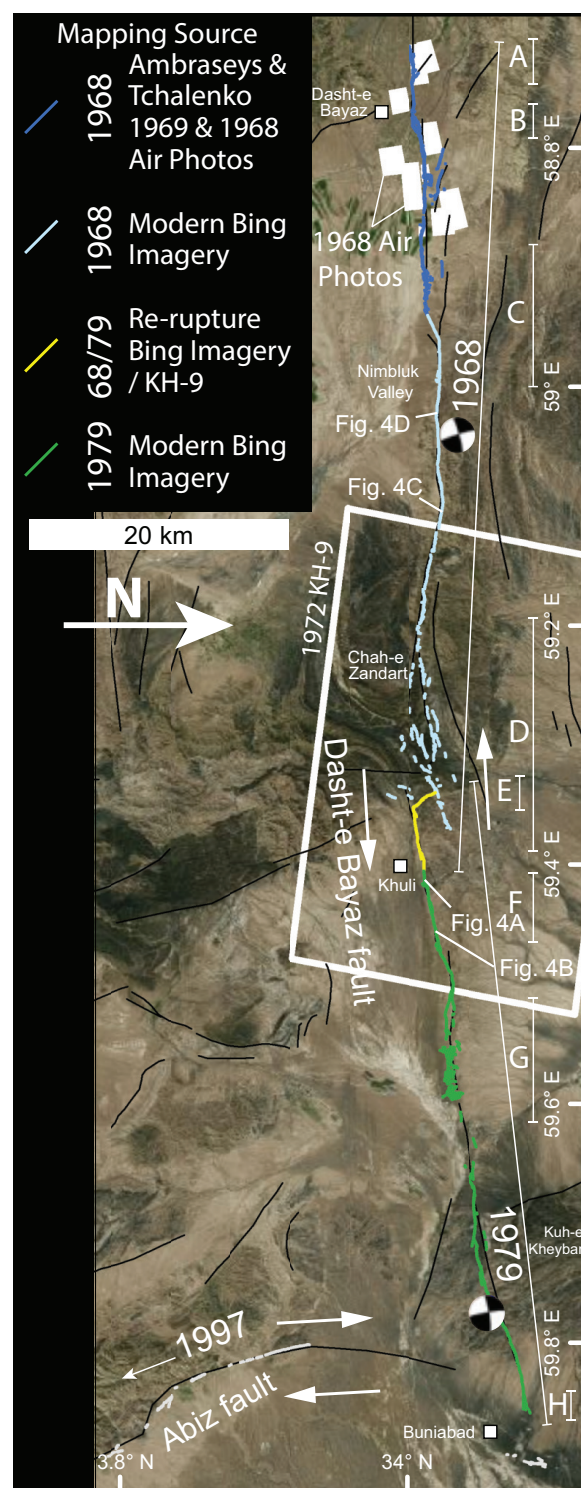 Mapping Source
1968
Ambraseys &
Tchalenko
1969 & 1968
Air Photos
1968
Modern Bing
Imagery
68/79
Re-rupture
Bing Imagery
/ KH-9
1979
Modern Bing
Imagery
20 km
N
Dasht-e
Bayaz
1968 Air
Photos
A
B
58.8° E
C
Nimbluk
Valley
59° E
1968
Fig. 4D
Fig. 4C
1972 KH-9
59.2° E
Chah-e
Zandart
D
E
Dasht-e Bayaz fault
59.4° E
Khuli
F
Fig. 4A
Fig. 4B
G
59.6° E
1979
Kuh-e
Kheybar
1997
59.8° E
Abiz fault
H
Buniabad
3.8° N
34° N